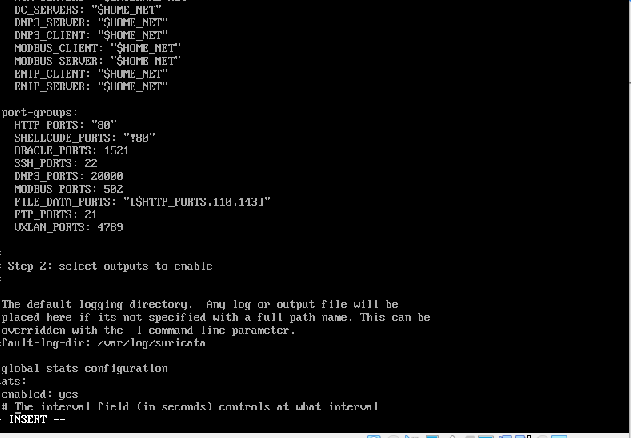 DC_SERVERS: "$HOME_NET"
DNP3_SERVER: "$HOME_NET"
DNP3_CLIENT: "$HOME_NET"
MODBUS_CLIENT: "$HOME_NET"
MODBUS_SERVER: "$HOME_NET"
ENIP_CLIENT: "$HOME_NET"
ENIP_SERVER: "$HOME_NET"
port-groups:
HTTP_PORTS: "80"
SHELLCODE_PORTS: "!80"
ORACLE_PORTS: 1521
SSH_PORTS: 22
DNP3_PORTS: 20000
MODBUS_PORTS: 502
FILE_DATA_PORTS: "[$HTTP_PORTS,110,143]"
FTP_PORTS: 21
VXLAN_PORTS: 4789
Step 2: select outputs to enable
The default logging directory. Any log or output file will be
placed here if its not specified with a full path name. This can be
overridden with the -l command line parameter.
fault-log-dir: /var/log/suricata
global stats configuration
ats:
enabled: yes
# The interval field (in seconds) controls at what interval
- INSERT --